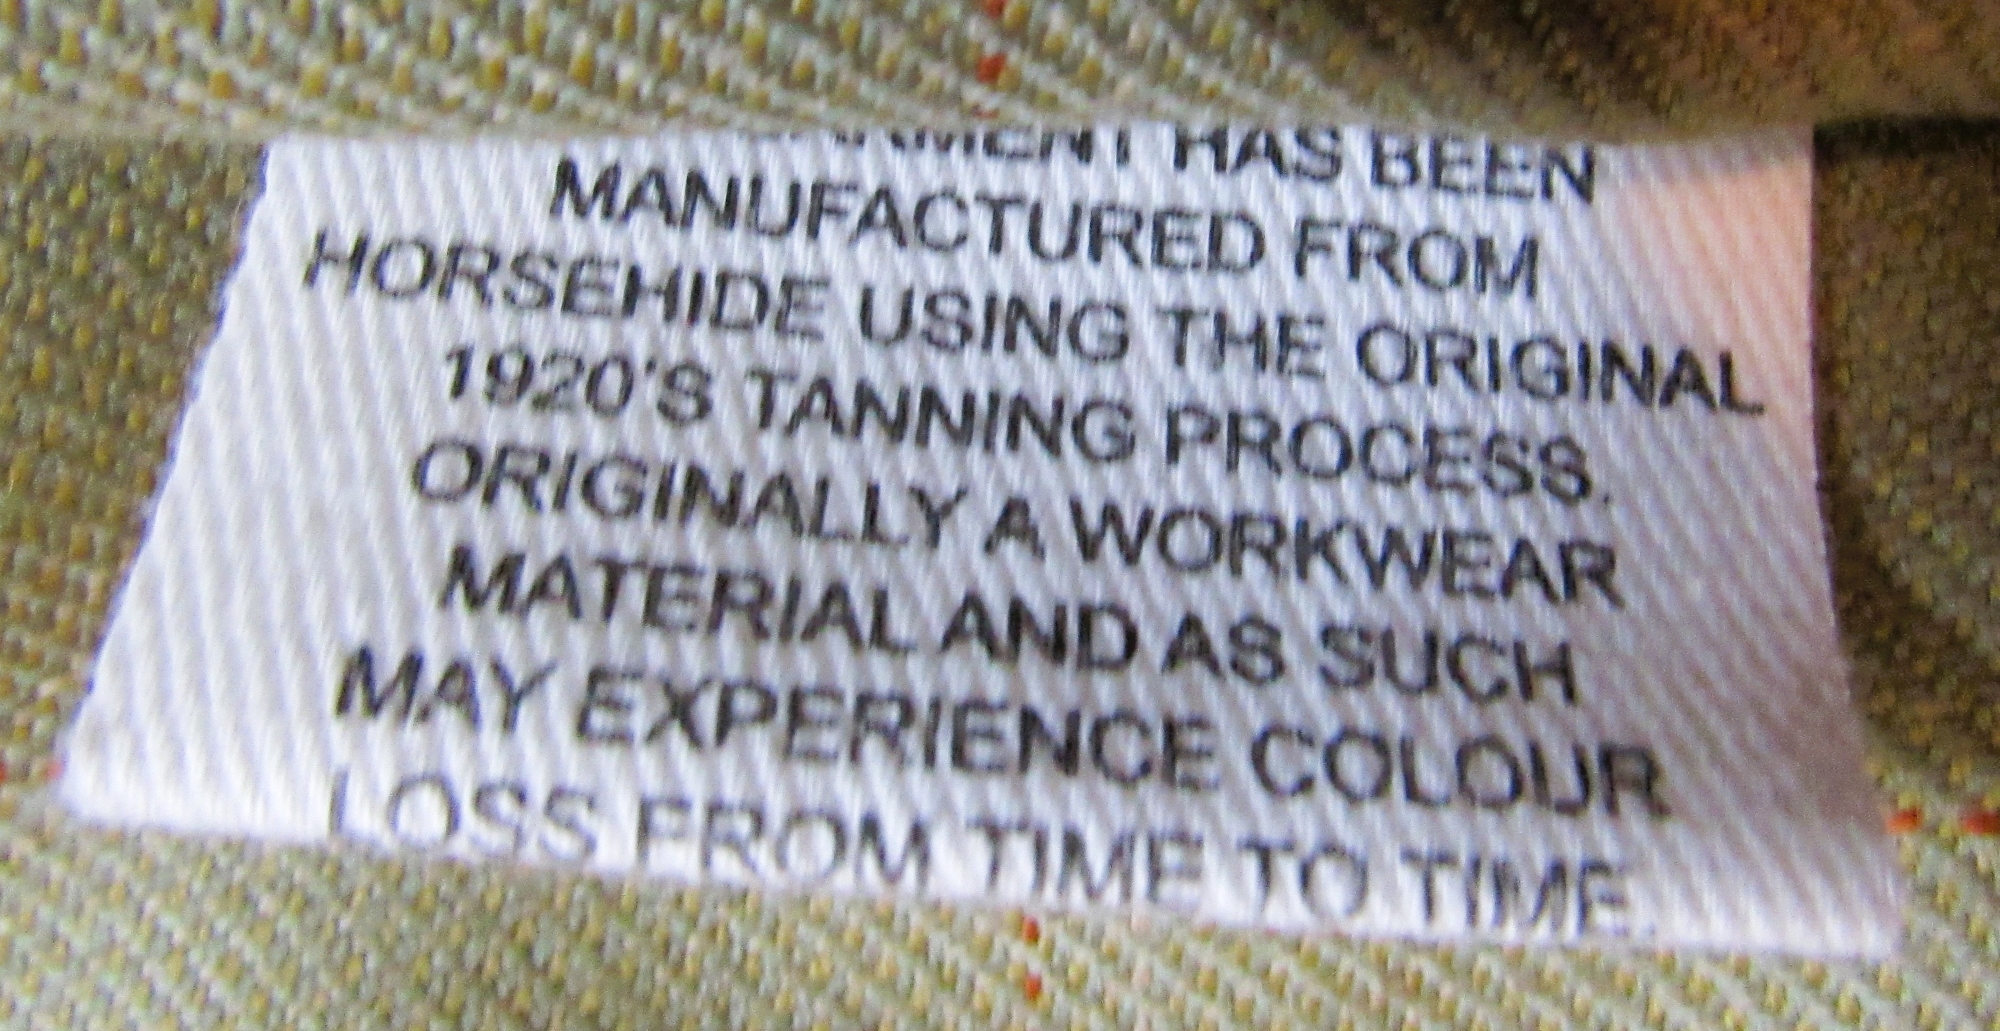 GARMENT HAS BEEN
MANUFACTURED FROM
HORSEHIDE USING THE ORIGINAL
1920'S TANNING PROCESS.
ORIGINALLY A WORKWEAR
MATERIAL AND AS SUCH
MAY EXPERIENCE COLOUR
LOSS FROM TIME TO TIME.